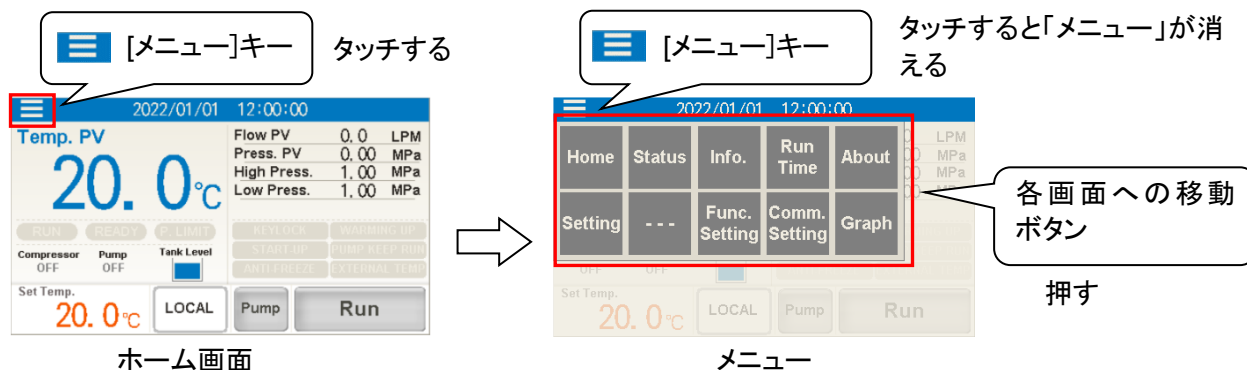 [メニュー]キー
タッチする
2022/01/01 12:00:00
Temp. PV
20.0℃
Flow PV 0.0 LPM
Press. PV 0.00 MPa
High Press. 1.00 MPa
Low Press. 1.00 MPa
RUN READY P. LIMIT
KEYLOCK WARNING UP
START-UP PUMP KEEP RUN
ANTI-FREEZE EXTERNAL TEMP
Compressor Pump Tank Level
OFF OFF
Set Temp.
20.0℃
LOCAL
Pump
Run
ホーム画面
[メニュー]キー
タッチすると「メニュー」が消
える
2022/01/01 12:00:00
Home Status Info. Run Time About
Setting --- Func. Setting Comm. Setting Graph
LPM
MPa
MPa
OFF OFF
Set Temp.
20.0℃
LOCAL
Pump
Run
各画面への移動
ボタン
押す
メニュー